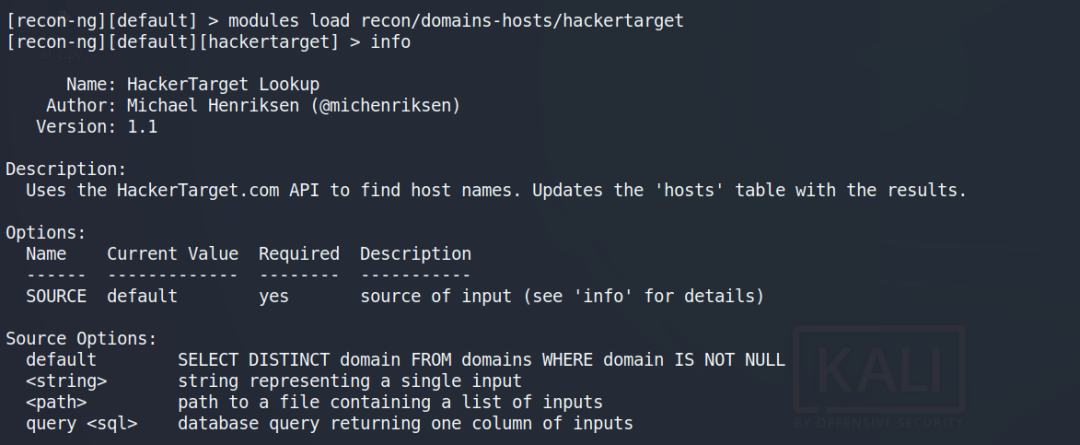 [recon-ng][default] > modules load recon/domains-hosts/hackertarget
[recon-ng][default][hackertarget] > info
Name: HackerTarget Lookup
Author: Michael Henriksen (@michenriksen)
Version: 1.1
Description:
Uses the HackerTarget.com API to find host names. Updates the 'hosts' table with the results.
Options:
Name Current Value Required Description
------ ------------- -------- -----------
SOURCE default yes source of input (see 'info' for details)
Source Options:
default SELECT DISTINCT domain FROM domains WHERE domain IS NOT NULL
<string> string representing a single input
<path> path to a file containing a list of inputs
query <sql> database query returning one column of inputs
KALI
BY OFFENSIVE SECURITY